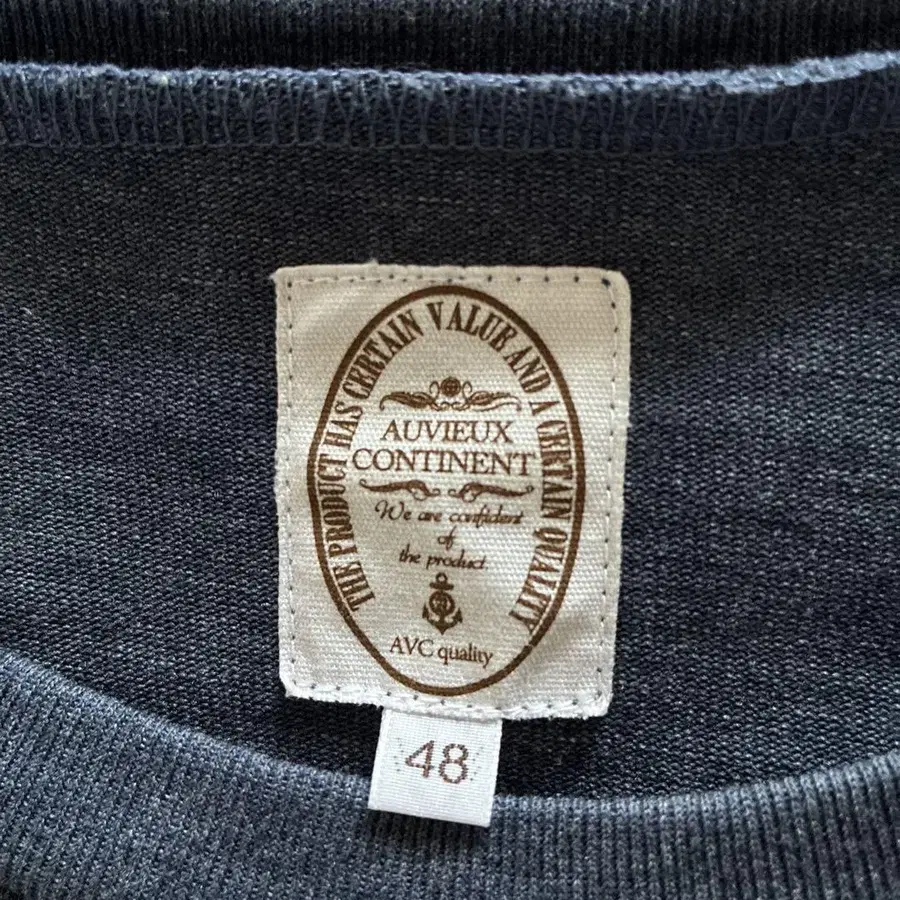 THE PRODUCT HAS CERTAIN VALUE AND A CERTAIN QUALITY
AUVIEUX
CONTINENT
We are confident
of
the product
AVC quality
48